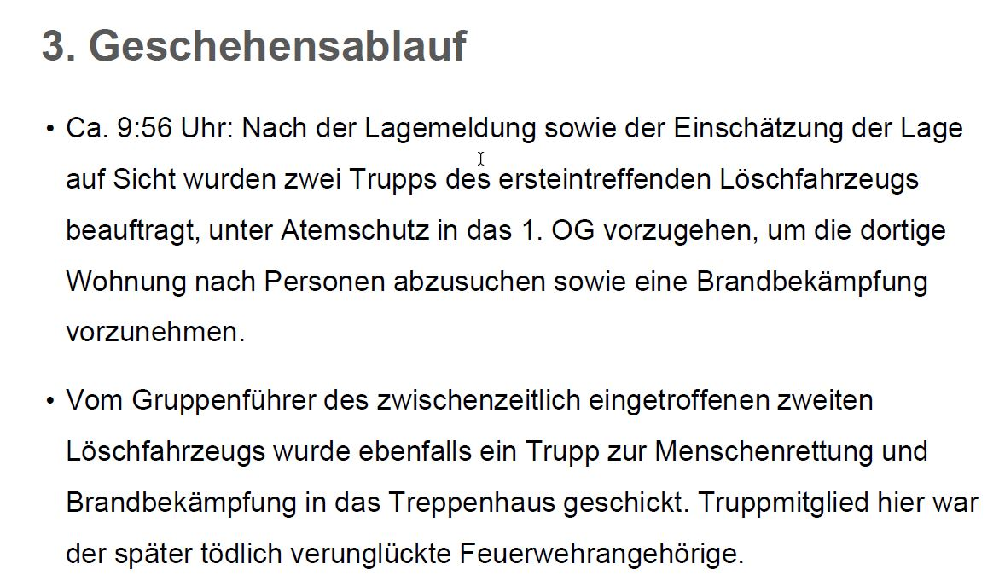 3. Geschehensablauf
• Ca. 9:56 Uhr: Nach der Lagemeldung sowie der Einschätzung der Lage
auf Sicht wurden zwei Trupps des ersteintreffenden Löschfahrzeugs
beauftragt, unter Atemschutz in das 1. OG vorzugehen, um die dortige
Wohnung nach Personen abzusuchen sowie eine Brandbekämpfung
vorzunehmen.
• Vom Gruppenführer des zwischenzeitlich eingetroffenen zweiten
Löschfahrzeugs wurde ebenfalls ein Trupp zur Menschenrettung und
Brandbekämpfung in das Treppenhaus geschickt. Truppmitglied hier war
der später tödlich verunglückte Feuerwehrangehörige.